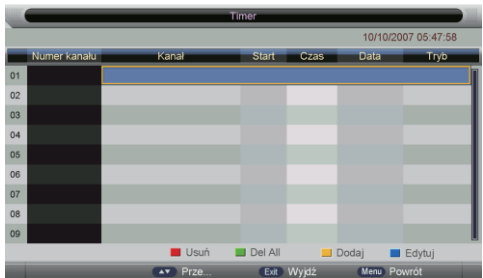 Timer
10/10/2007 05:47:58
Numer kanału Kanał Start Czas Data Tryb
01
02
03
04
05
06
07
08
09
Usuń Del All Dodaj Edytuj
Prze... Exit Wyjdź Menu Powrót